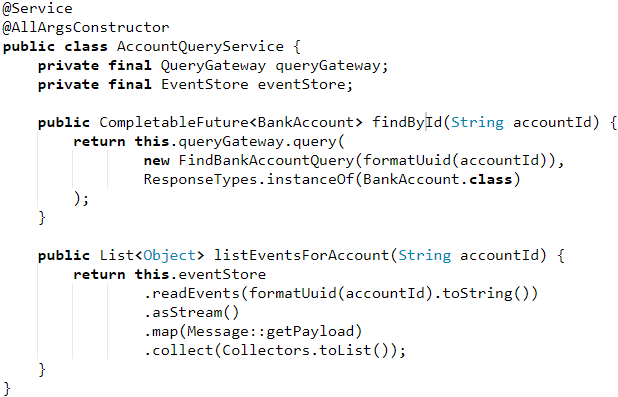 @Service
@AllArgsConstructor
public class AccountQueryService {
    private final QueryGateway queryGateway;
    private final EventStore eventStore;

    public CompletableFuture<BankAccount> findById(String accountId) {
        return this.queryGateway.query(
                new FindBankAccountQuery(formatUuid(accountId)),
                ResponseTypes.instanceOf(BankAccount.class)
        );
    }

    public List<Object> listEventsForAccount(String accountId) {
        return this.eventStore
                .readEvents(formatUuid(accountId).toString())
                .asStream()
                .map(Message::getPayload)
                .collect(Collectors.toList());
    }
}